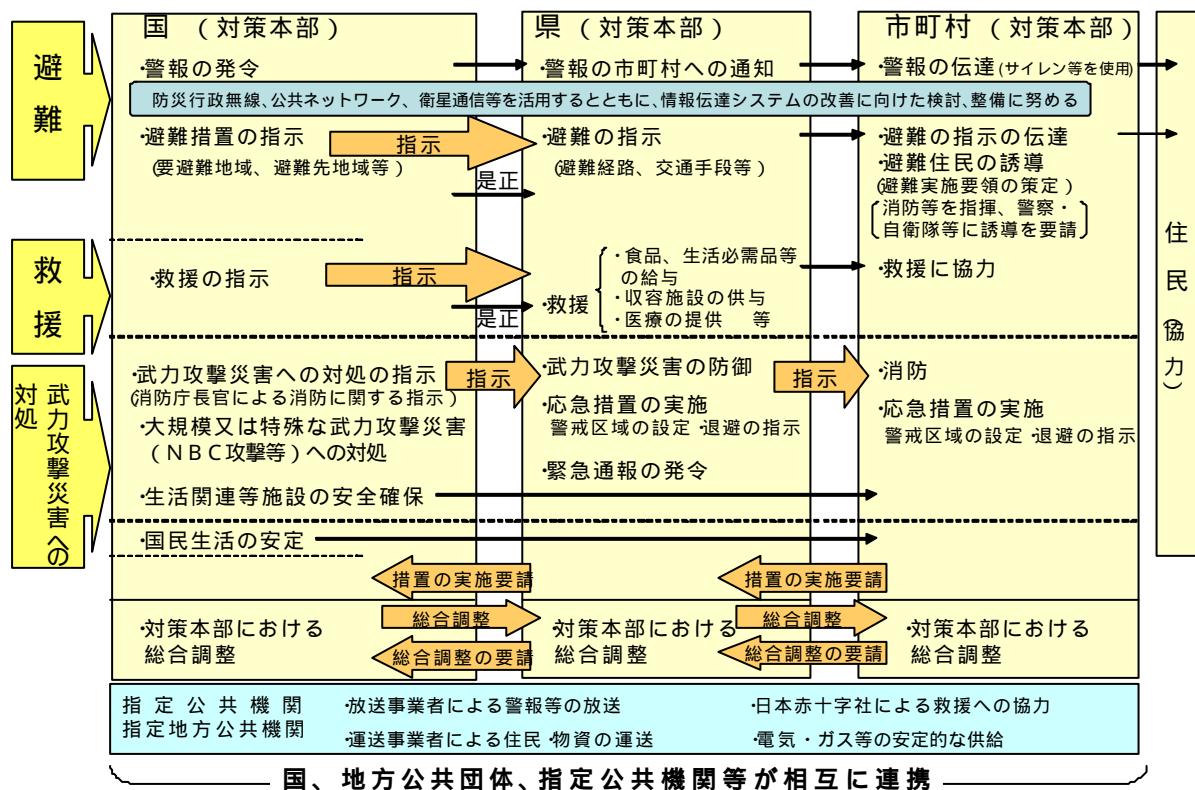 国 (対策本部)
県 (対策本部)
市町村 (対策本部)
避難
・警報の発令
・警報の市町村への通知
・警報の伝達(サイレン等を使用)
防災行政無線、公共ネットワーク、衛星通信等を活用するとともに、情報伝達システムの改善に向けた検討、整備に努める
・避難措置の指示
(要避難地域、避難先地域等)
指示
是正
・避難の指示
(避難経路、交通手段等)
・避難の指示の伝達
・避難住民の誘導
(避難実施要領の策定)
消防等を指揮、警察・
自衛隊等に誘導を要請
住民(協力)
救援
・救援の指示
指示
是正
・救援
・食品、生活必需品等
の給与
・収容施設の供与
・医療の提供 等
・救援に協力
武力攻撃災害への
対処
・武力攻撃災害への対処の指示
(消防庁長官による消防に関する指示)
・大規模又は特殊な武力攻撃災害
(NBC攻撃等)への対処
指示
・武力攻撃災害の防御
・応急措置の実施
警戒区域の設定・退避の指示
・緊急通報の発令
指示
・消防
・応急措置の実施
警戒区域の設定・退避の指示
・生活関連等施設の安全確保
・国民生活の安定
措置の実施要請
措置の実施要請
・対策本部における
総合調整
総合調整
総合調整の要請
・対策本部における
総合調整
総合調整
総合調整の要請
・対策本部における
総合調整
指定公共機関
指定地方公共機関
・放送事業者による警報等の放送
・日本赤十字社による救援への協力
・運送事業者による住民・物資の運送
・電気・ガス等の安定的な供給
国、地方公共団体、指定公共機関等が相互に連携